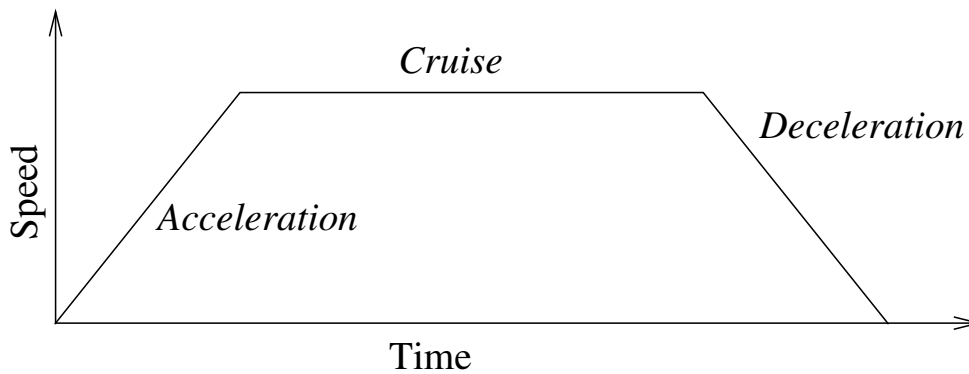 Cruise
Deceleration
Speed
Acceleration
Time